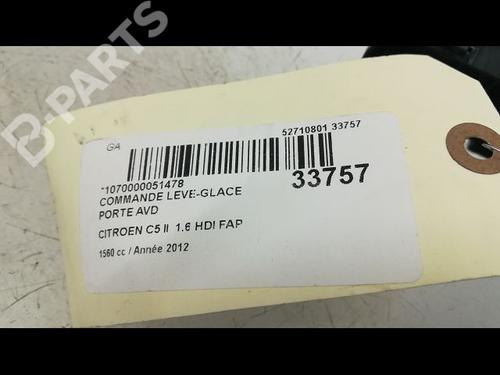 B-PARTS
GA
52710801 33757
*1070000051478
33757
COMMANDE LEVE-GLACE
PORTE AVD
CITROEN C5 II 1.6 HDI FAP
1560 cc / Année 2012